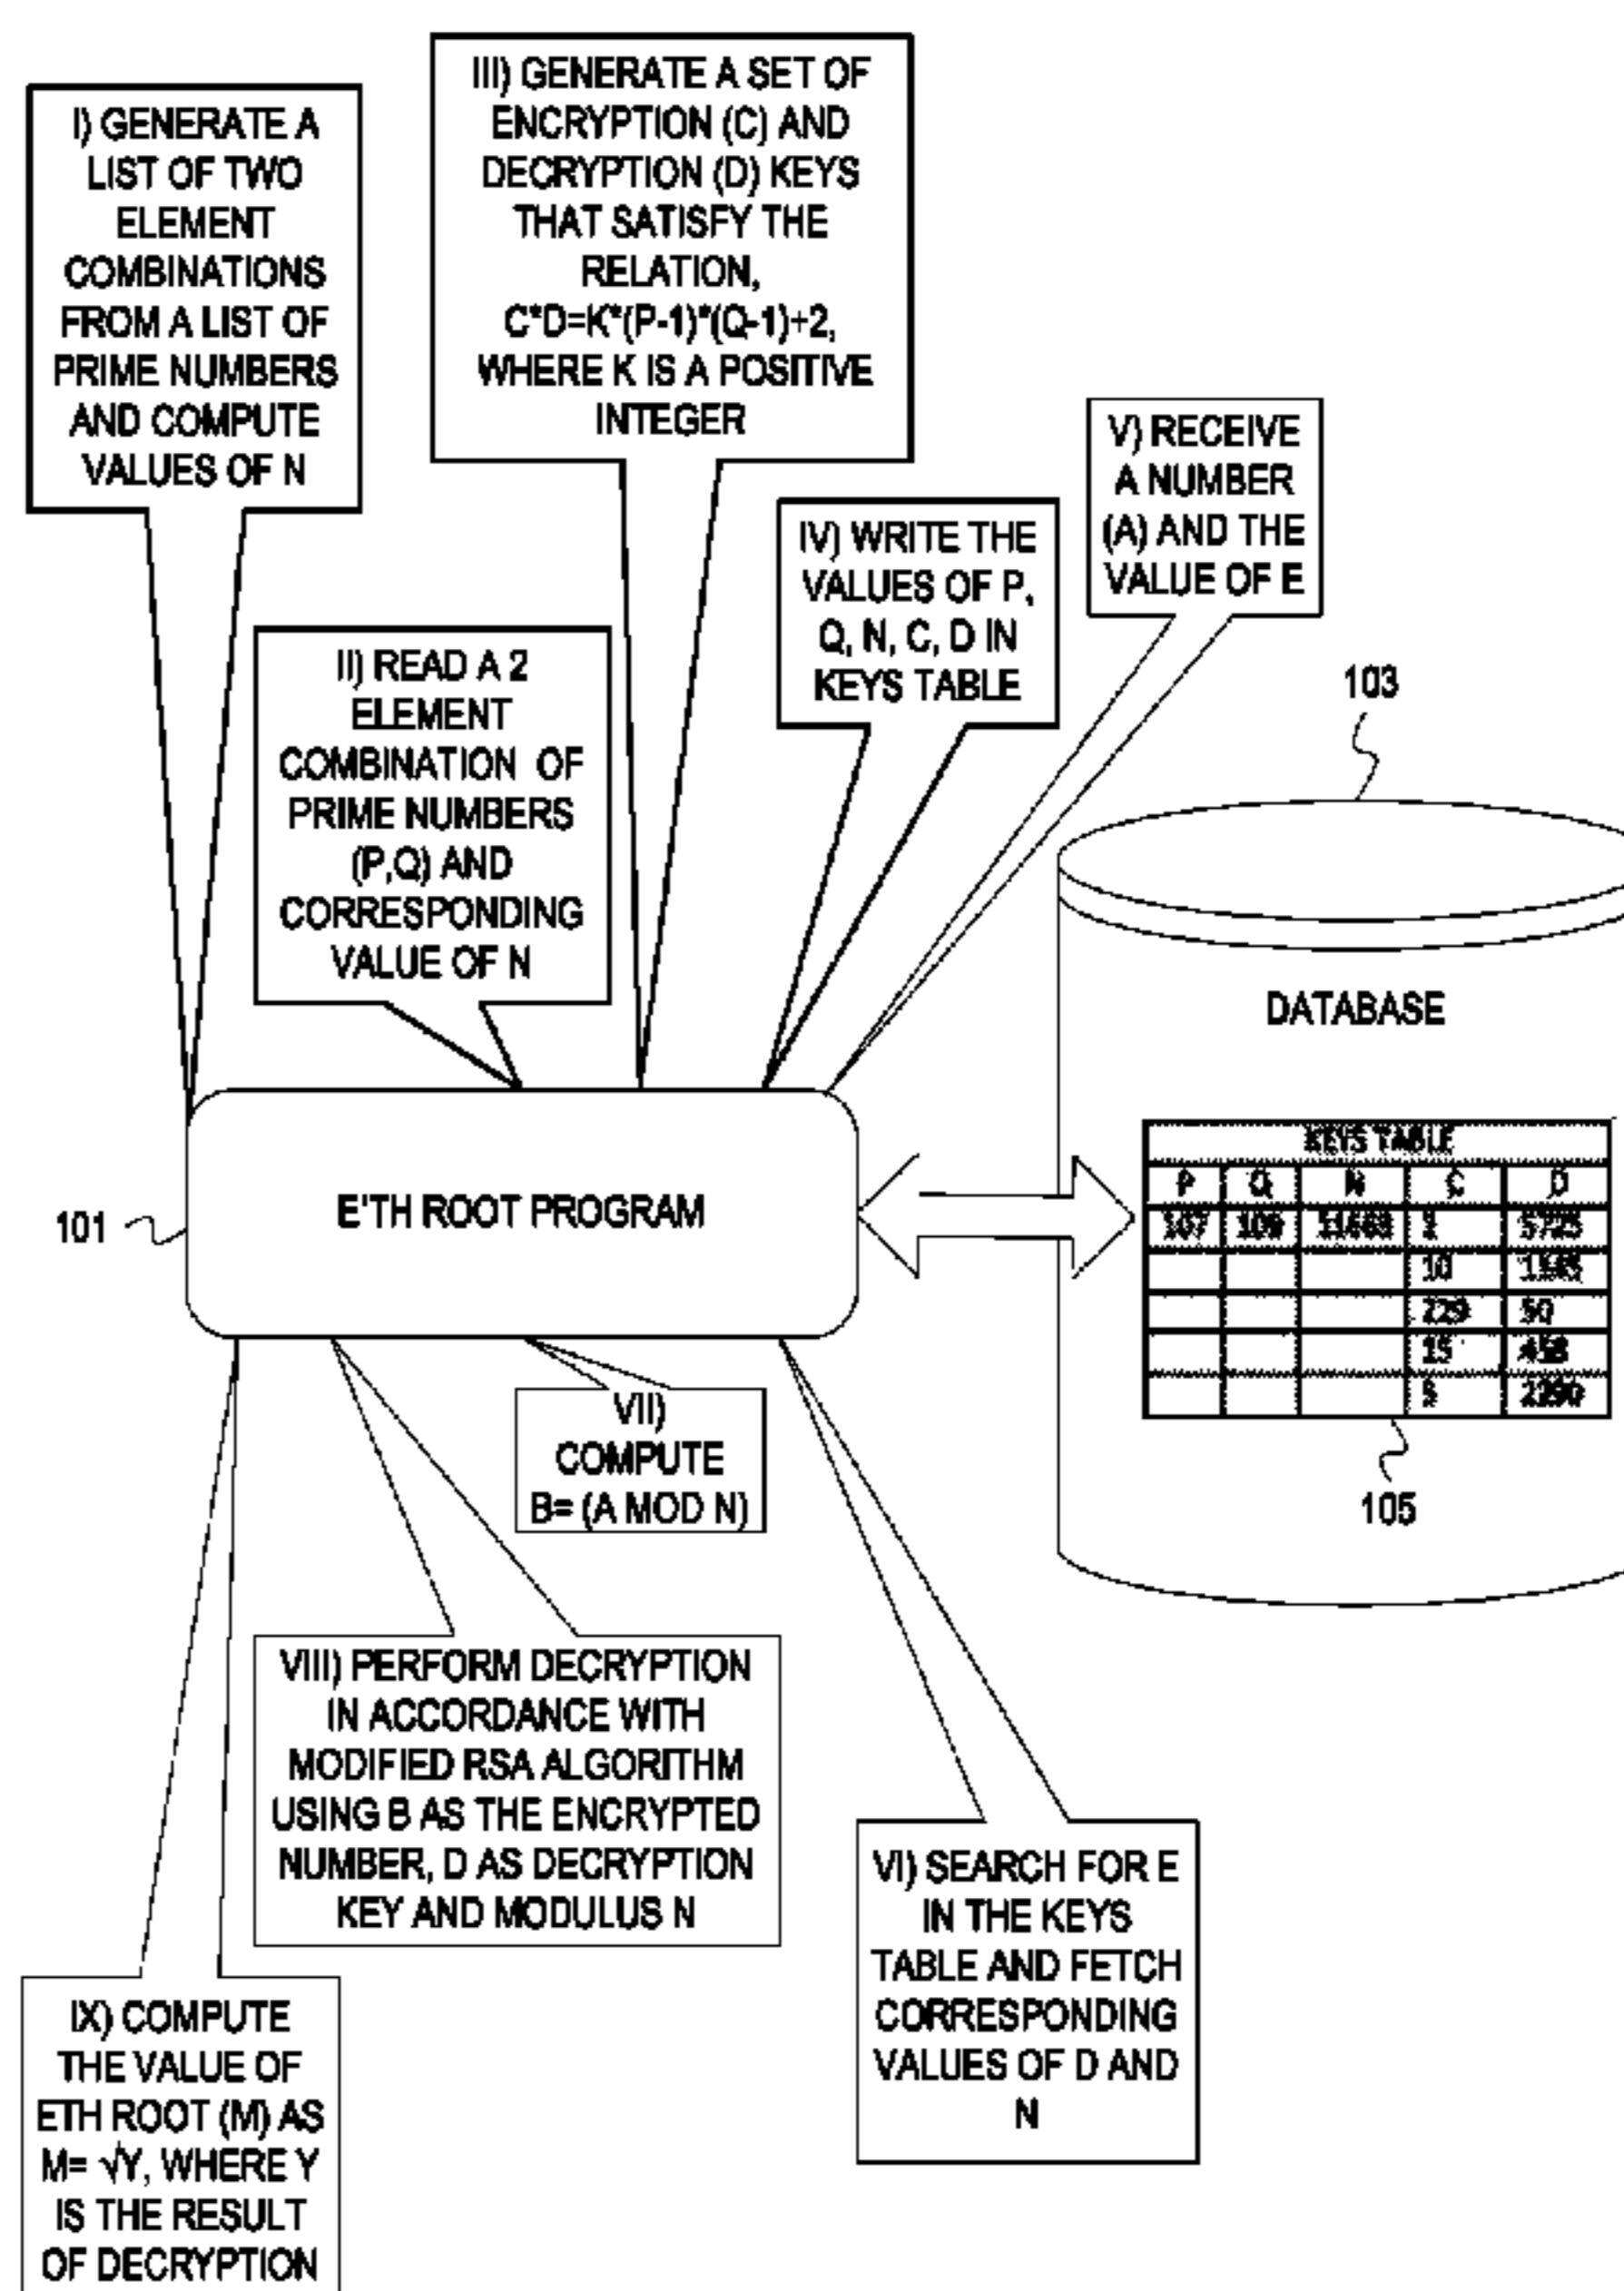 I) GENERATE A
LIST OF TWO
ELEMENT
COMBINATIONS
FROM A LIST OF
PRIME NUMBERS
AND COMPUTE
VALUES OF N
III) GENERATE A SET OF
ENCRYPTION (C) AND
DECRYPTION (D) KEYS
THAT SATISFY THE
RELATION,
C*D=K*(P-1)*(Q-1)+2,
WHERE K IS A POSITIVE
INTEGER
II) READ A 2
ELEMENT
COMBINATION OF
PRIME NUMBERS
(P,Q) AND
CORRESPONDING
VALUE OF N
IV) WRITE THE
VALUES OF P,
Q, N, C, D IN
KEYS TABLE
V) RECEIVE
A NUMBER
(A) AND THE
VALUE OF E
103
DATABASE
KEYS TABLE
P Q N C D
107 109 11663 2 5725
10 1145
229 50
25 458
5 2290
105
101
E'TH ROOT PROGRAM
VII)
COMPUTE
B= (A MOD N)
VIII) PERFORM DECRYPTION
IN ACCORDANCE WITH
MODIFIED RSA ALGORITHM
USING B AS THE ENCRYPTED
NUMBER, D AS DECRYPTION
KEY AND MODULUS N
VI) SEARCH FOR E
IN THE KEYS
TABLE AND FETCH
CORRESPONDING
VALUES OF D AND
N
IX) COMPUTE
THE VALUE OF
ETH ROOT (M) AS
M= √Y, WHERE Y
IS THE RESULT
OF DECRYPTION